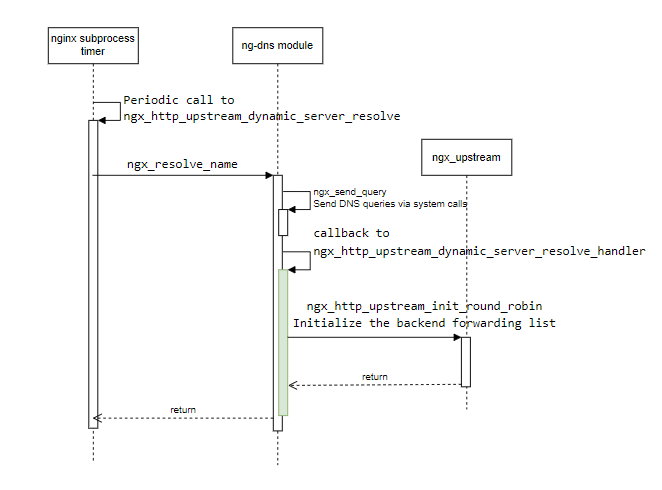 nginx subprocess
timer
ng-dns module
Periodic call to
ngx_http_upstream_dynamic_server_resolve
ngx_upstream
ngx_resolve_name
ngx_send_query
Send DNS queries via system calls
callback to
ngx_http_upstream_dynamic_server_resolve_handler
ngx_http_upstream_init_round_robin
Initialize the backend forwarding list
return
return